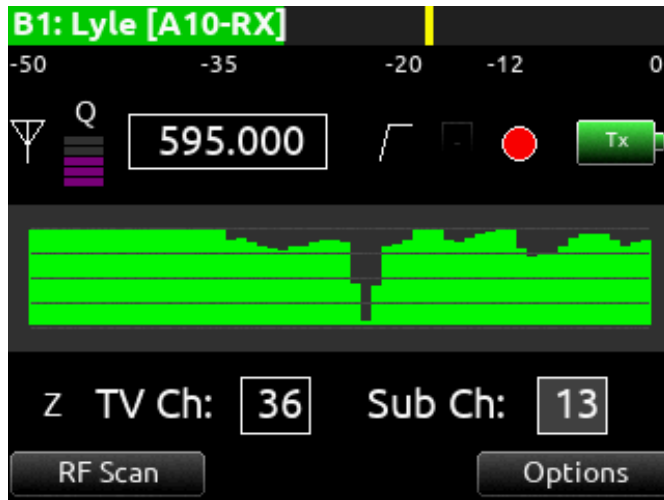 B1: Lyle [A10-RX]
-50 -35 -20 -12 0
Q
595.000 - Tx
Z TV Ch: 36 Sub Ch: 13
RF Scan Options